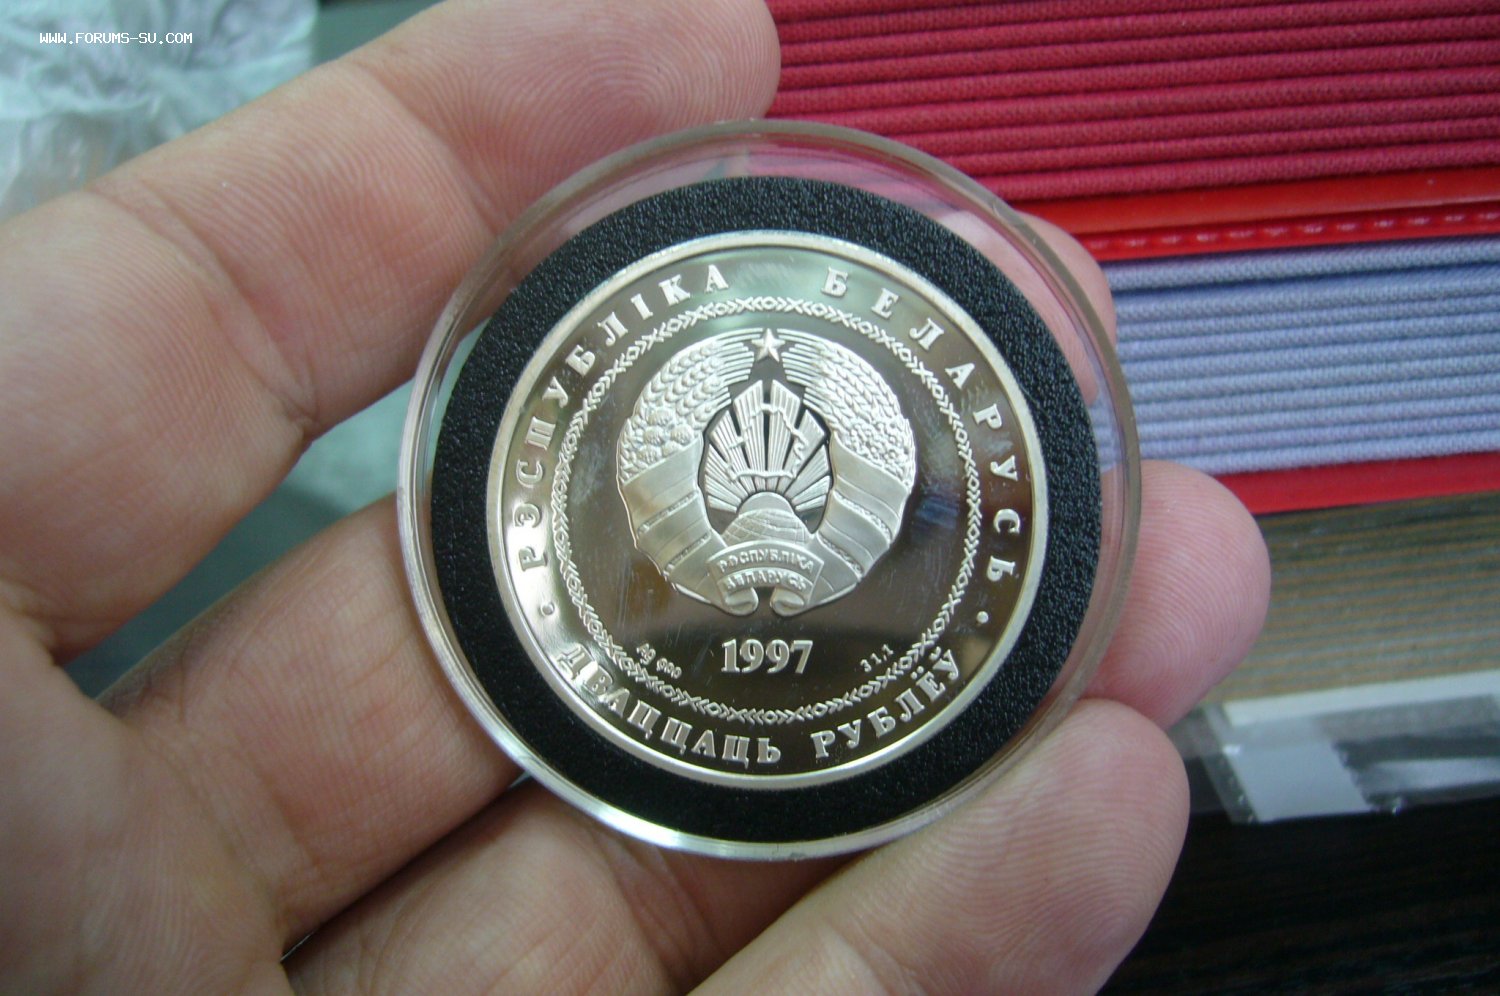 WWW.FORUMS-SU.COM
РЭСПУБЛІКА БЕЛАРУСЬ
РЭСПУБЛІКА
БЕЛАРУСЬ
1997
Ag 900
31,1
ДВАЦЦАЦЬ РУБЛЁЎ